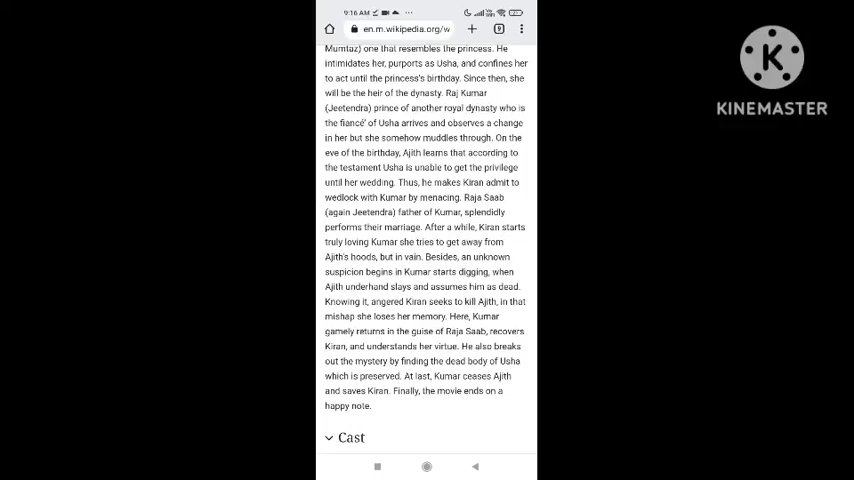 9:16 AM
en.m.wikipedia.org/w
9
Mumtaz) one that resembles the princess. He
intimidates her, purports as Usha, and confines her
to act until the princess's birthday. Since then, she
will be the heir of the dynasty. Raj Kumar
(Jeetendra) prince of another royal dynasty who is
the fiancé' of Usha arrives and observes a change
in her but she somehow muddles through. On the
eve of the birthday, Ajith learns that according to
the testament Usha is unable to get the privilege
until her wedding. Thus, he makes Kiran admit to
wedlock with Kumar by menacing. Raja Saab
(again Jeetendra) father of Kumar, splendidly
performs their marriage. After a while, Kiran starts
truly loving Kumar she tries to get away from
Ajith's hoods, but in vain. Besides, an unknown
suspicion begins in Kumar starts digging, when
Ajith underhand slays and assumes him as dead.
Knowing it, angered Kiran seeks to kill Ajith, in that
mishap she loses her memory. Here, Kumar
gamely returns in the guise of Raja Saab, recovers
Kiran, and understands her virtue. He also breaks
out the mystery by finding the dead body of Usha
which is preserved. At last, Kumar ceases Ajith
and saves Kiran. Finally, the movie ends on a
happy note.
Cast
K
KINEMASTER